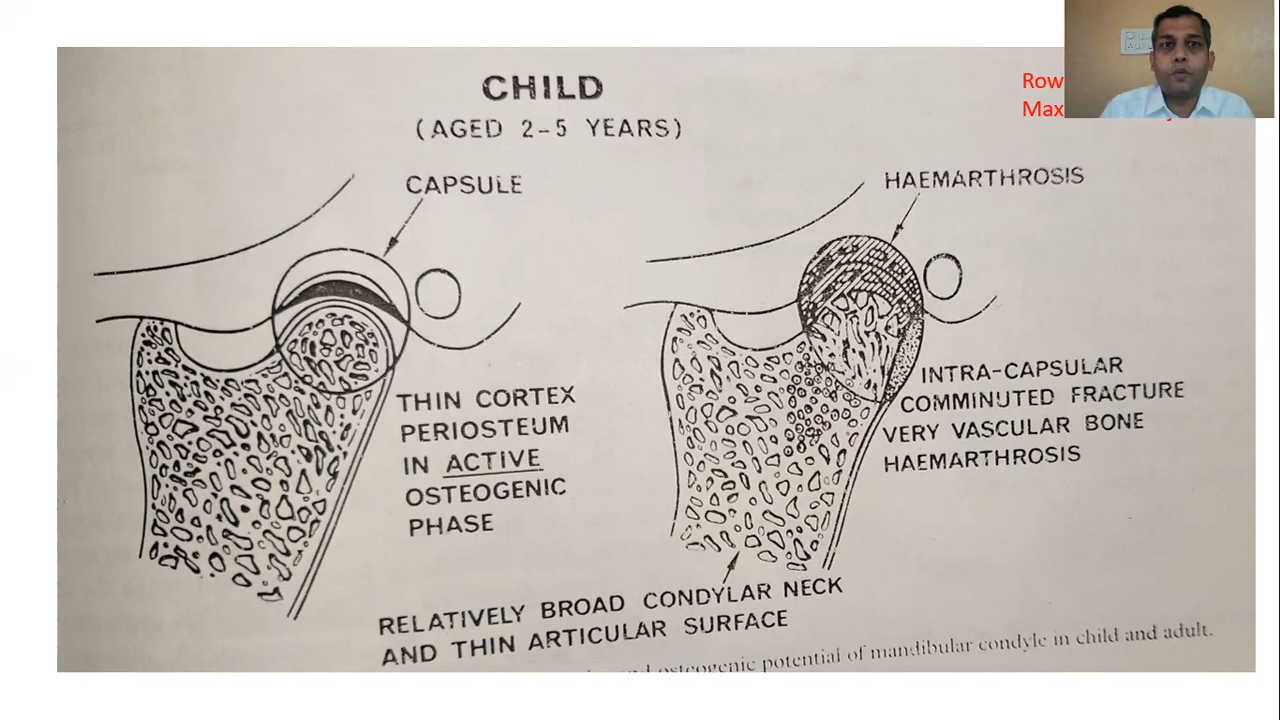 CHILD
(AGED 2-5 YEARS)
CAPSULE
THIN CORTEX
PERIOSTEUM
IN ACTIVE
OSTEOGENIC
PHASE
HAEMARTHROSIS
INTRA-CAPSULAR
COMMINUTED FRACTURE
VERY VASCULAR BONE
HAEMARTHROSIS
RELATIVELY BROAD CONDYLAR NECK
AND THIN ARTICULAR SURFACE
and osteogenic potential of mandibular condyle in child and adult.